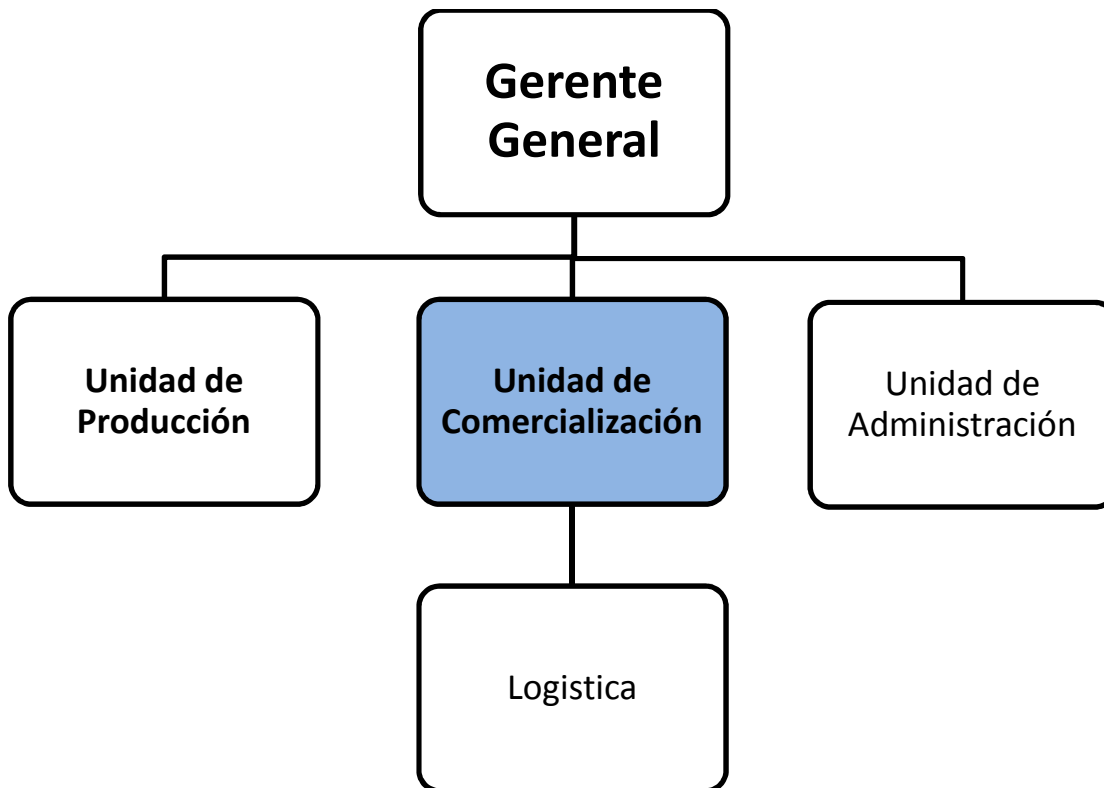 Gerente
General
Unidad de
Producción
Unidad de
Comercialización
Unidad de
Administración
Logistica